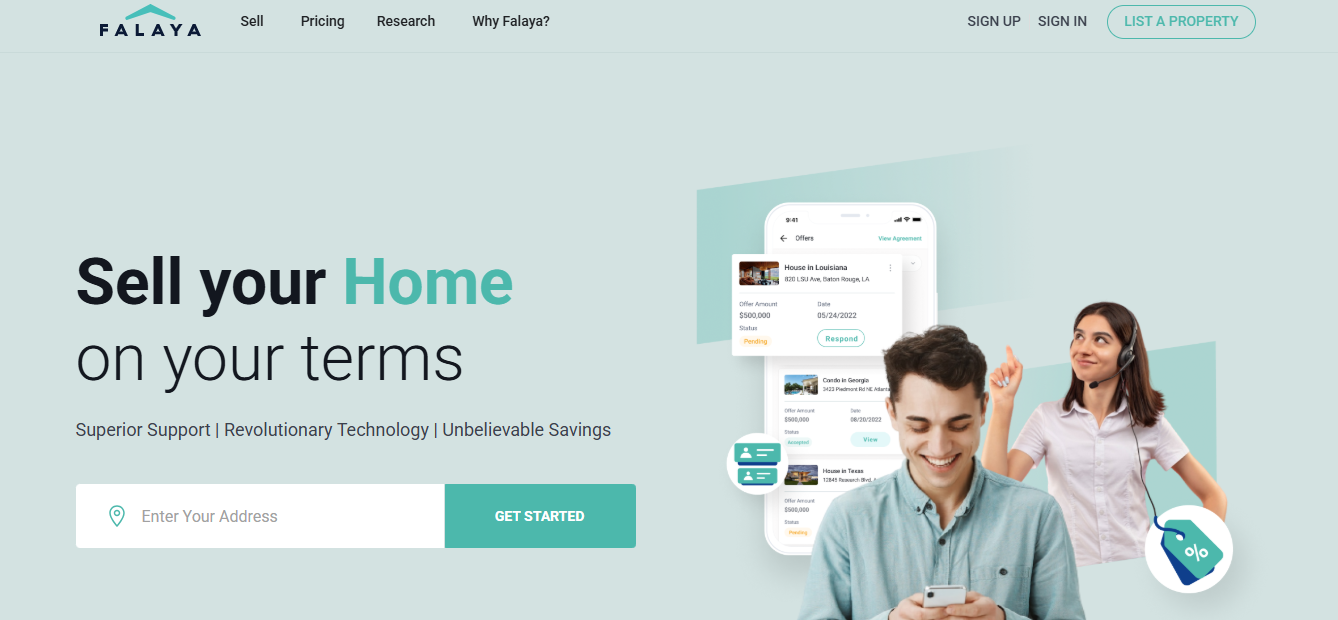 FALAYA
Sell
Pricing
Research
Why Falaya?
SIGN UP
SIGN IN
LIST A PROPERTY
Sell your Home
on your terms
Superior Support | Revolutionary Technology | Unbelievable Savings
Enter Your Address
GET STARTED
9:41
Offers
View Agreement
House in Louisiana
820 LSU Ave, Baton Rouge, LA
Offer Amount
Date
$500,000
05/24/2022
Status
Pending
Respond
Condo in Georgia
3423 Piedmont Rd NE Atlanta
Offer Amount
Date
$500,000
08/20/2022
Status
Accepted
View
House in Texas
12845 Research Blvd, A
Offer Amount
$500,000
Status
Pending
%